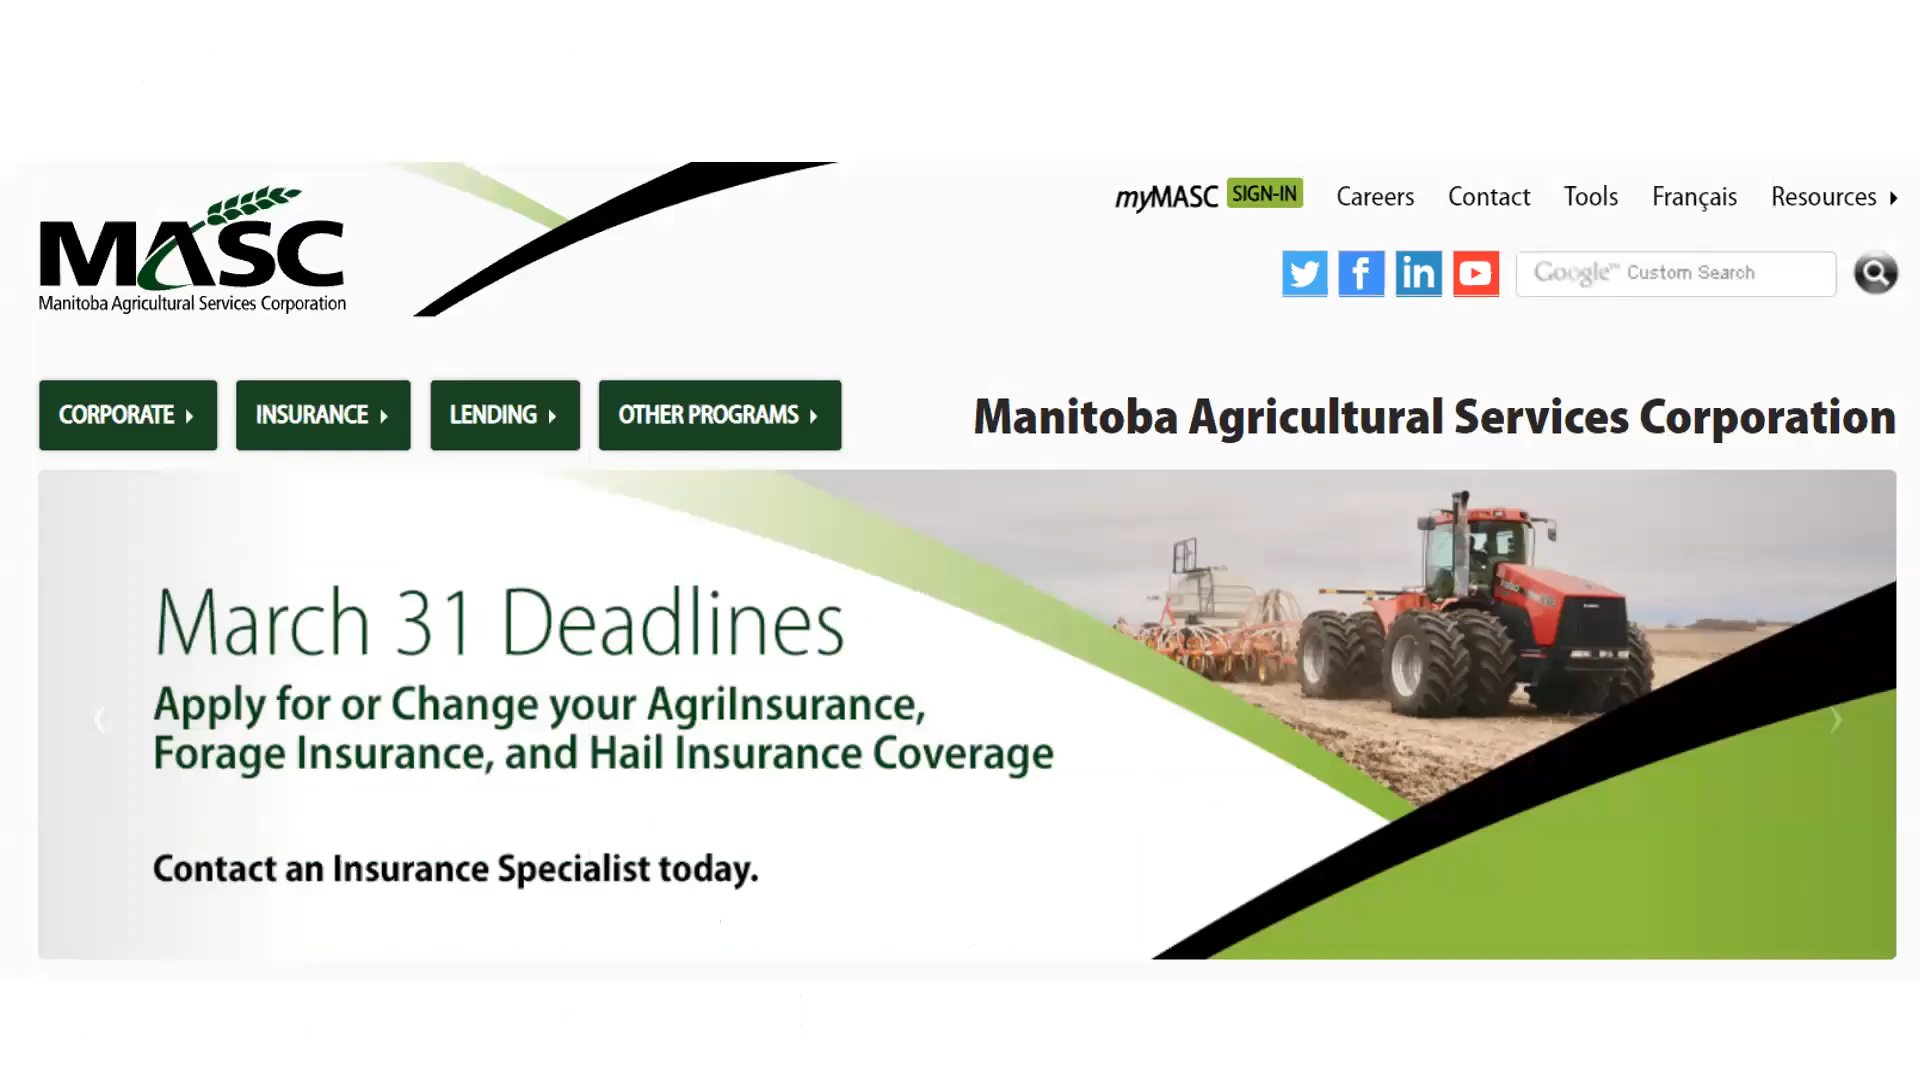 MASC
Manitoba Agricultural Services Corporation
myMASC SIGN-IN Careers Contact Tools Français Resources
Google™ Custom Search
CORPORATE INSURANCE LENDING OTHER PROGRAMS
Manitoba Agricultural Services Corporation
March 31 Deadlines
Apply for or Change your AgriInsurance,
Forage Insurance, and Hail Insurance Coverage
Contact an Insurance Specialist today.